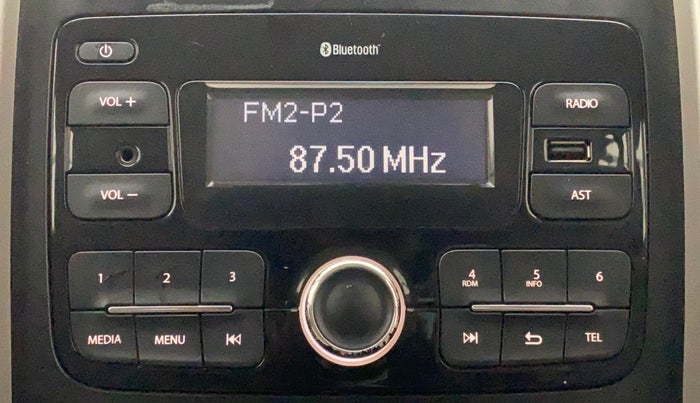 Bluetooth
VOL +
FM2-P2
RADIO
87.50 MHz
VOL –
AST
1 2 3
4 5 6
RDM INFO
MEDIA MENU
TEL